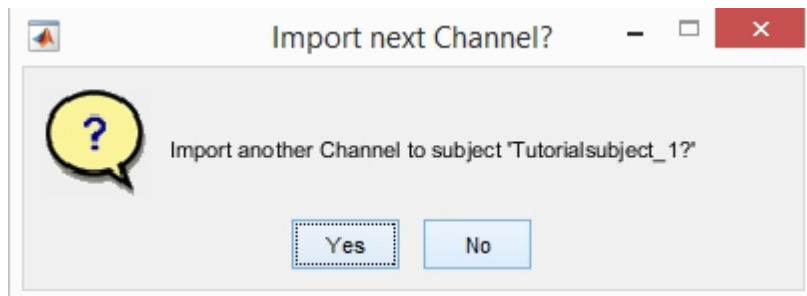 Import next Channel?
?
Import another Channel to subject 'Tutorialsubject_1?'
Yes
No